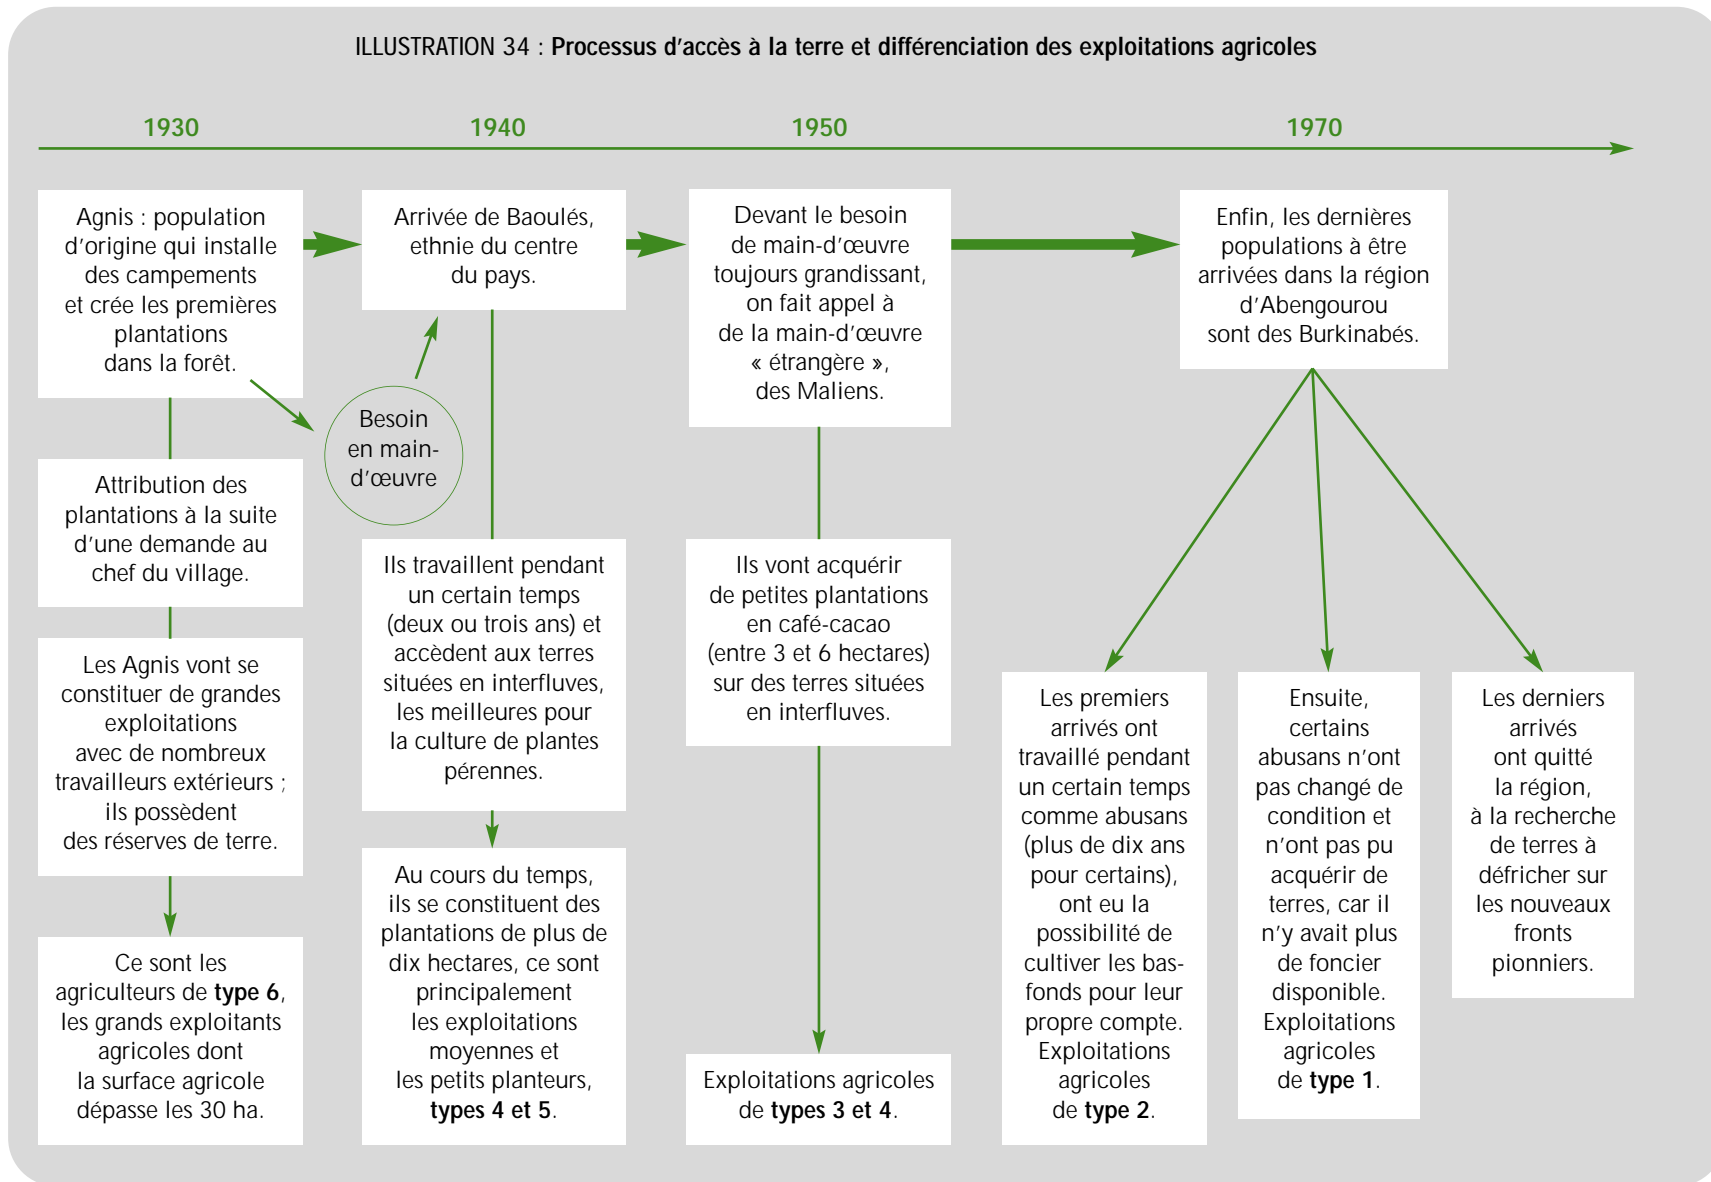 ILLUSTRATION 34 : Processus d'accès à la terre et différenciation des exploitations agricoles
1930
1940
1950
1970
Agnis : population
d'origine qui installe
des campements
et crée les premières
plantations
dans la forêt.
Attribution des
plantations à la suite
d'une demande au
chef du village.
Les Agnis vont se
constituer de grandes
exploitations
avec de nombreux
travailleurs extérieurs ;
ils possèdent
des réserves de terre.
Ce sont les
agriculteurs de type 6,
les grands exploitants
agricoles dont
la surface agricole
dépasse les 30 ha.
Besoin
en main-
d'œuvre
Arrivée de Baoulés,
ethnie du centre
du pays.
Ils travaillent pendant
un certain temps
(deux ou trois ans) et
accèdent aux terres
situées en interfluves,
les meilleures pour
la culture de plantes
pérennes.
Au cours du temps,
ils se constituent des
plantations de plus de
dix hectares, ce sont
principalement
les exploitations
moyennes et
les petits planteurs,
types 4 et 5.
Devant le besoin
de main-d'œuvre
toujours grandissant,
on fait appel à
de la main-d'œuvre
« étrangère »,
des Maliens.
Ils vont acquérir
de petites plantations
en café-cacao
(entre 3 et 6 hectares)
sur des terres situées
en interfluves.
Exploitations agricoles
de types 3 et 4.
Enfin, les dernières
populations à être
arrivées dans la région
d'Abengourou
sont des Burkinabés.
Les premiers
arrivés ont
travaillé pendant
un certain temps
comme abusans
(plus de dix ans
pour certains),
ont eu la
possibilité de
cultiver les bas-
fonds pour leur
propre compte.
Exploitations
agricoles
de type 2.
Ensuite,
certains
abusans n'ont
pas changé de
condition et
n'ont pas pu
acquérir de
terres, car il
n'y avait plus
de foncier
disponible.
Exploitations
agricoles
de type 1.
Les derniers
arrivés
ont quitté
la région,
à la recherche
de terres à
défricher sur
les nouveaux
fronts
pionniers.